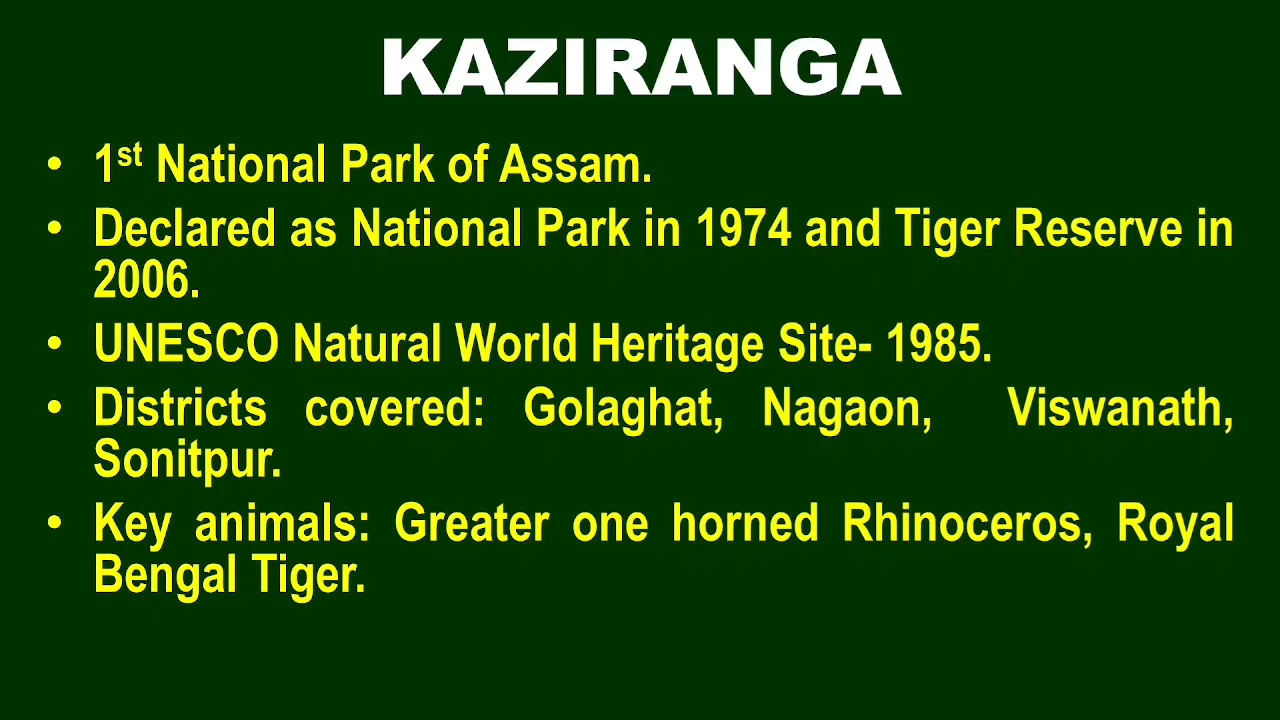 KAZIRANGA
• 1st National Park of Assam.
• Declared as National Park in 1974 and Tiger Reserve in
2006.
• UNESCO Natural World Heritage Site- 1985.
• Districts covered: Golaghat, Nagaon, Viswanath,
Sonitpur.
• Key animals: Greater one horned Rhinoceros, Royal
Bengal Tiger.